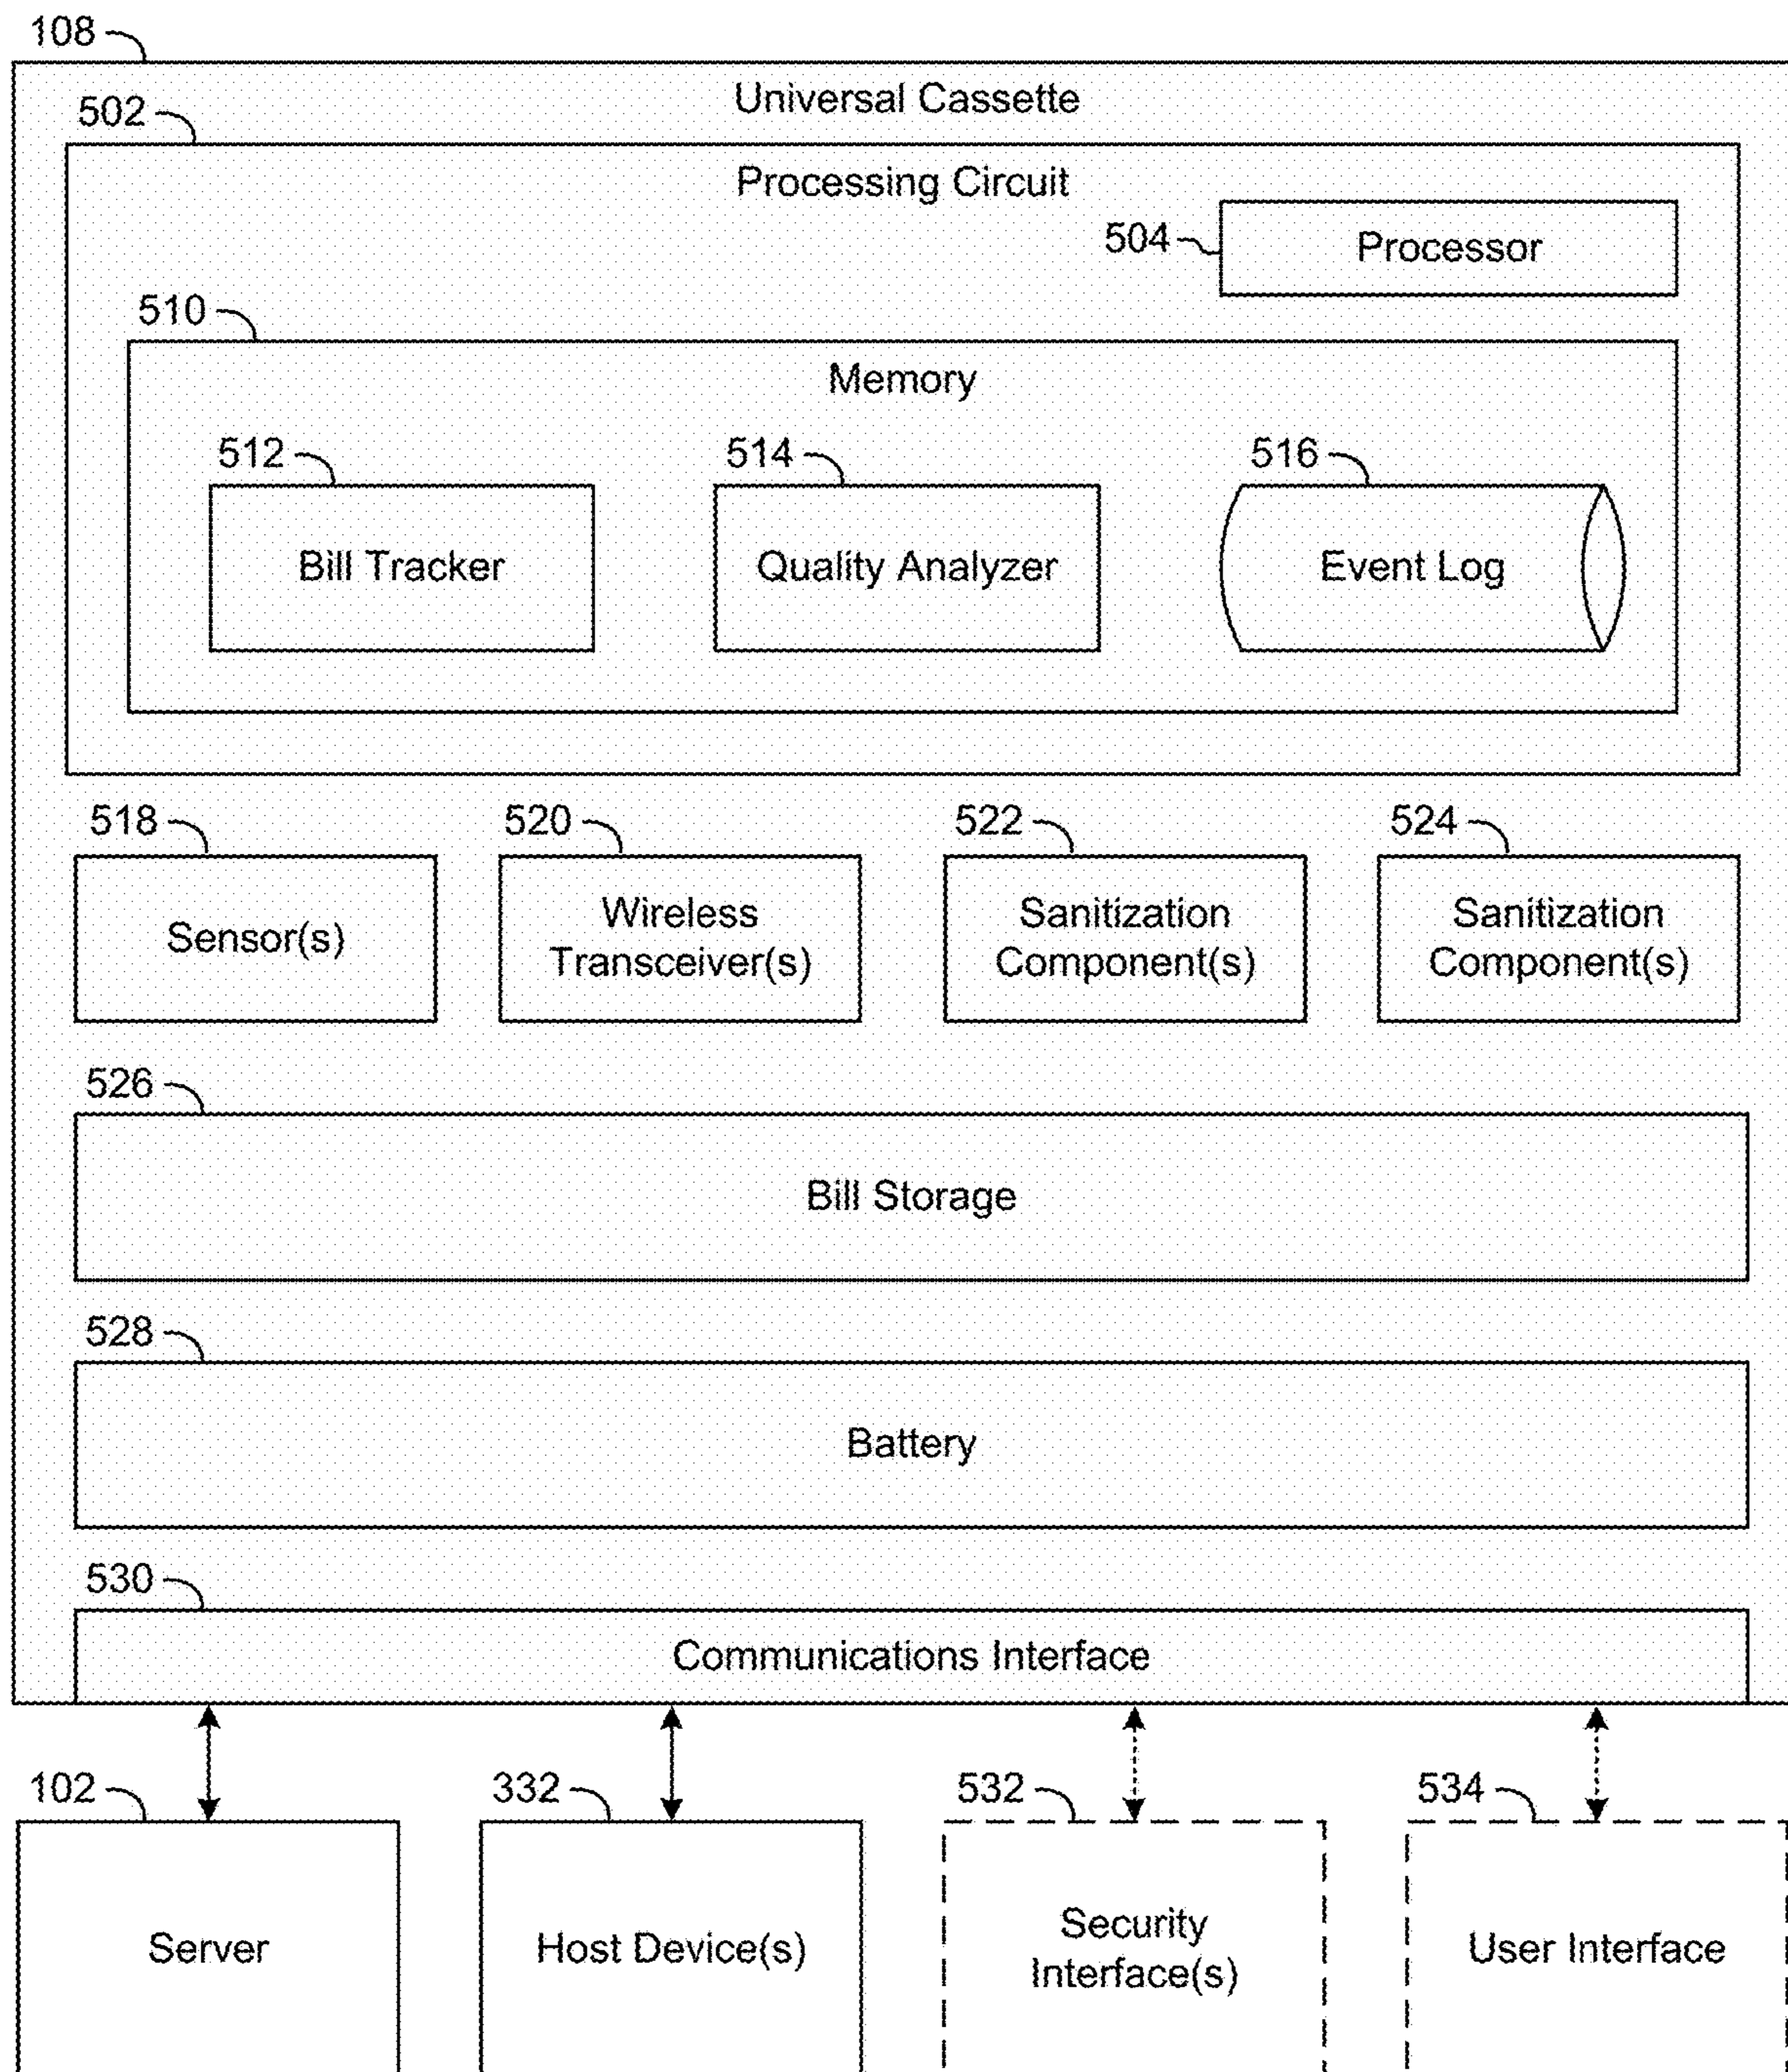 108
Universal Cassette
502
Processing Circuit
504
Processor
510
Memory
512
514
516
Bill Tracker
Quality Analyzer
Event Log
518
520
522
524
Sensor(s)
Wireless
Transceiver(s)
Sanitization
Component(s)
Sanitization
Component(s)
526
Bill Storage
528
Battery
530
Communications Interface
102
332
532
534
Server
Host Device(s)
Security
Interface(s)
User Interface